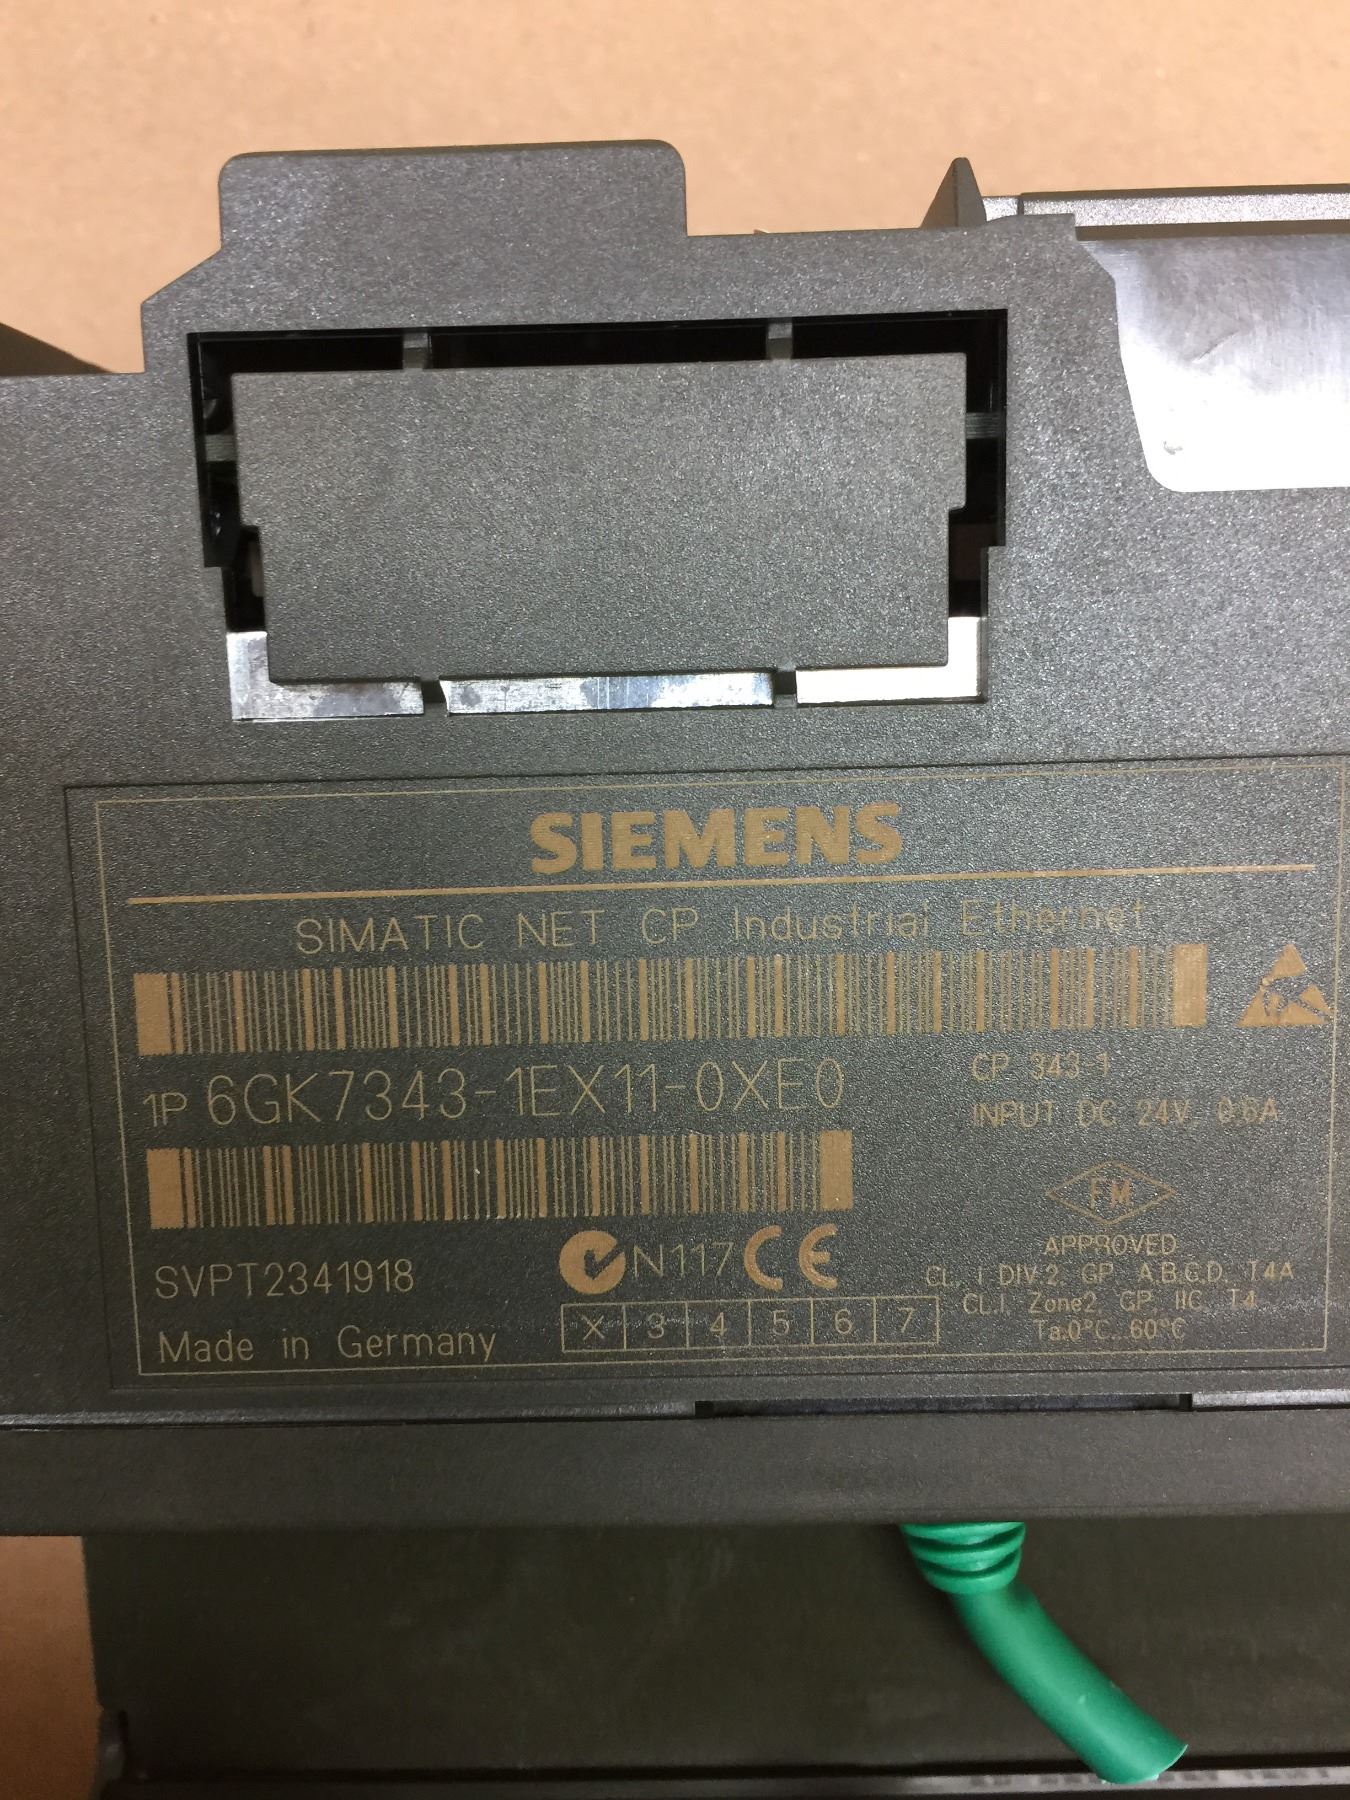 SIEMENS
SIMATIC NET CP Industrial Ethernet
1P 6GK7343-1EX11-0XE0
CP 343-1
INPUT DC 24V, 0.6A
FM
APPROVED
CL. I DIV.2, GP. A.B.C.D, T4A
CL.I, Zone2, GP, IIC, T4
Ta.0°C..60°C
N117 CE
SVPT2341918
X 3 4 5 6 7
Made in Germany